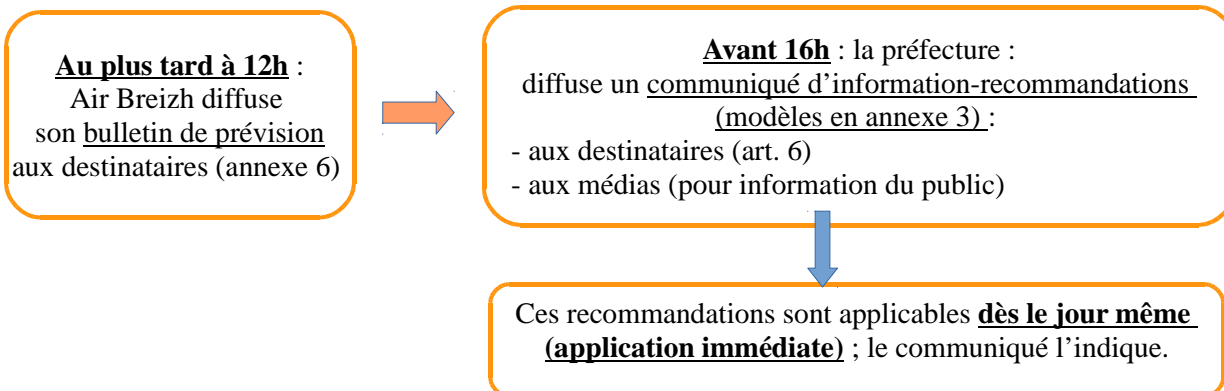 Au plus tard à 12h :
Air Breizh diffuse
son bulletin de prévision
aux destinataires (annexe 6)
Avant 16h : la préfecture :
diffuse un communiqué d’information-recommandations
(modèles en annexe 3) :
- aux destinataires (art. 6)
- aux médias (pour information du public)
Ces recommandations sont applicables dès le jour même
(application immédiate) ; le communiqué l’indique.